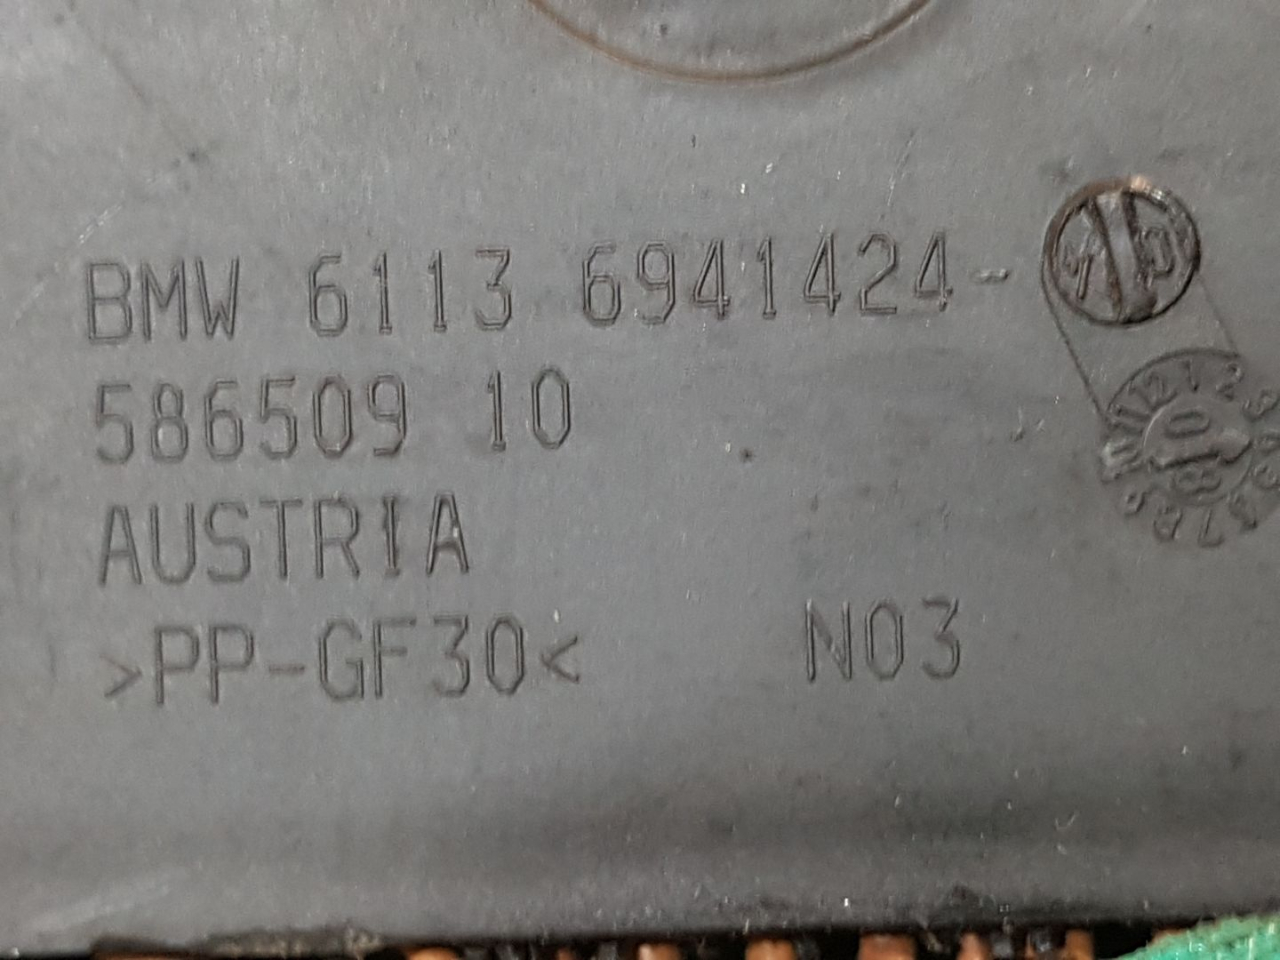 BMW 6113 6941424-
586509 10
AUSTRIA
>PP-GF30<
N03